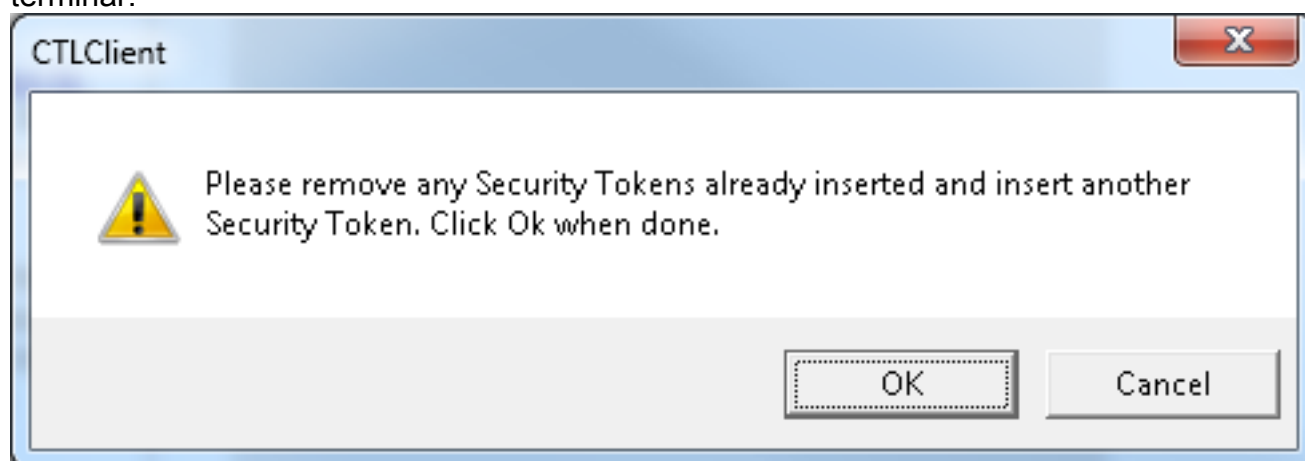 terminar.
CTLClient
Please remove any Security Tokens already inserted and insert another
Security Token. Click Ok when done.
OK
Cancel